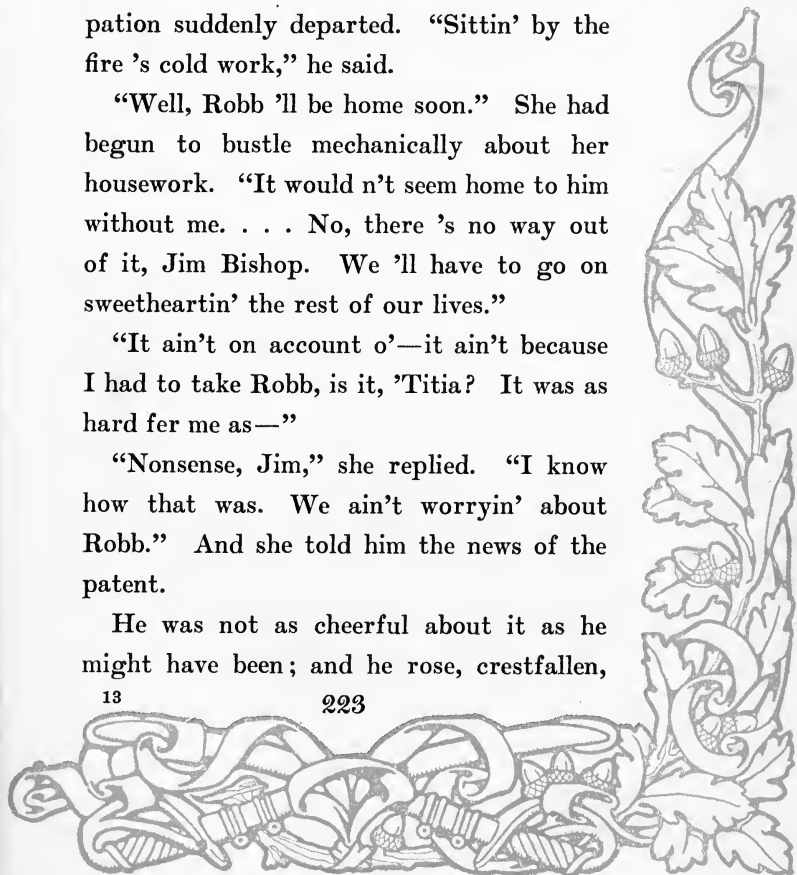 pation suddenly departed. “Sittin’ by the
fire ’s cold work,” he said.
“Well, Robb ’ll be home soon.” She had
begun to bustle mechanically about her
housework. “It would n’t seem home to him
without me. . . . No, there ’s no way out
of it, Jim Bishop. We ’ll have to go on
sweetheartin’ the rest of our lives.”
“It ain’t on account o’—it ain’t because
I had to take Robb, is it, ’Titia? It was as
hard fer me as—”
“Nonsense, Jim,” she replied. “I know
how that was. We ain’t worryin’ about
Robb.” And she told him the news of the
patent.
He was not as cheerful about it as he
might have been; and he rose, crestfallen,
13 223